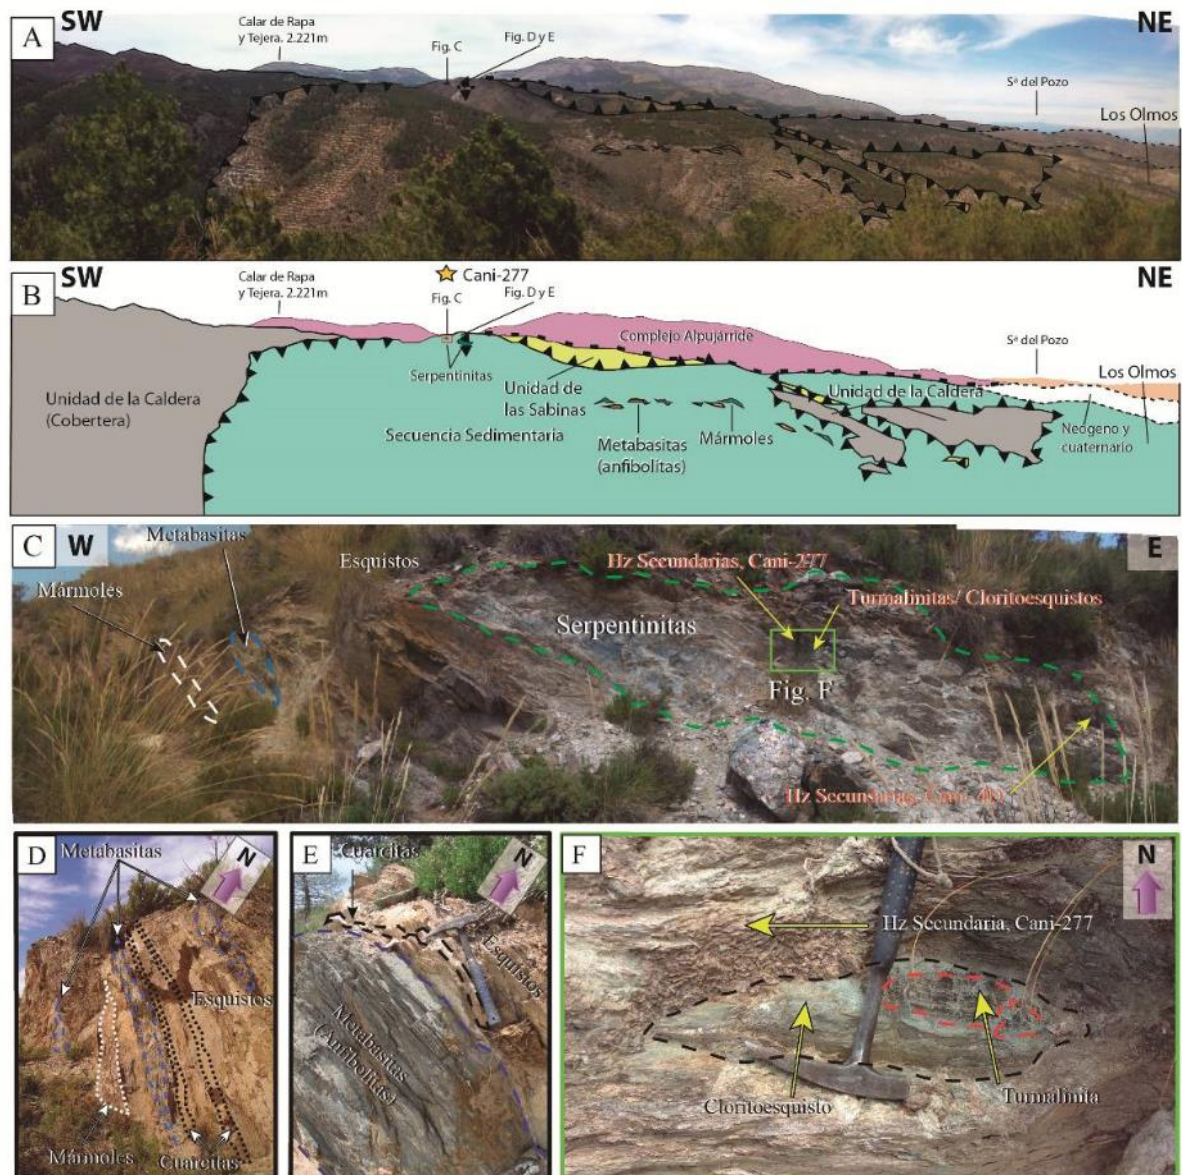 A
SW
NE
Calar de Rapa
y Tejera. 2.221m
Fig. C
Fig. D y E
Sª del Pozo
Los Olmos
B
SW
NE
Cani-277
Calar de Rapa
y Tejera. 2.221m
Fig. C
Fig. D y E
Complejo Alpujárride
Sª del Pozo
Los Olmos
Serpentinitas
Unidad de la Caldera
(Cobertera)
Unidad de
las Sabinas
Unidad de la Caldera
Secuencia Sedimentaria
Metabasitas
(anfibolitas)
Mármoles
Neógeno y
cuaternario
C
W
E
Metabasitas
Mármoles
Esquistos
Hz Secundarias, Cani-277
Turmalinitas/ Cloritoesquistos
Serpentinitas
Fig. F
Hz Secundarias,
D
Metabasitas
N
Esquistos
Mármoles
Cuarcitas
E
Cuarcitas
N
Esquistos
Metabasitas
(Anfibolitas)
F
N
Hz Secundaria, Cani-277
Cloritoesquisto
Turmalinita